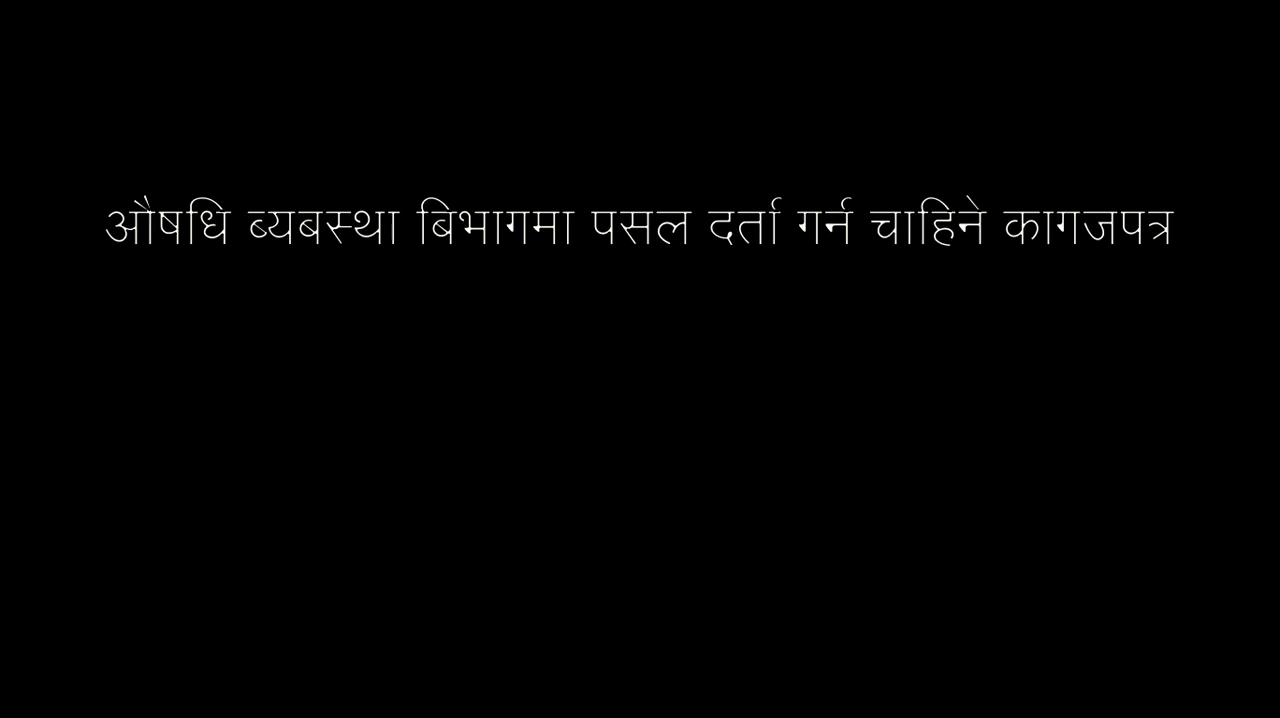 औषधि ब्यबस्था बिभागमा पसल दर्ता गर्न चाहिने कागजपत्र